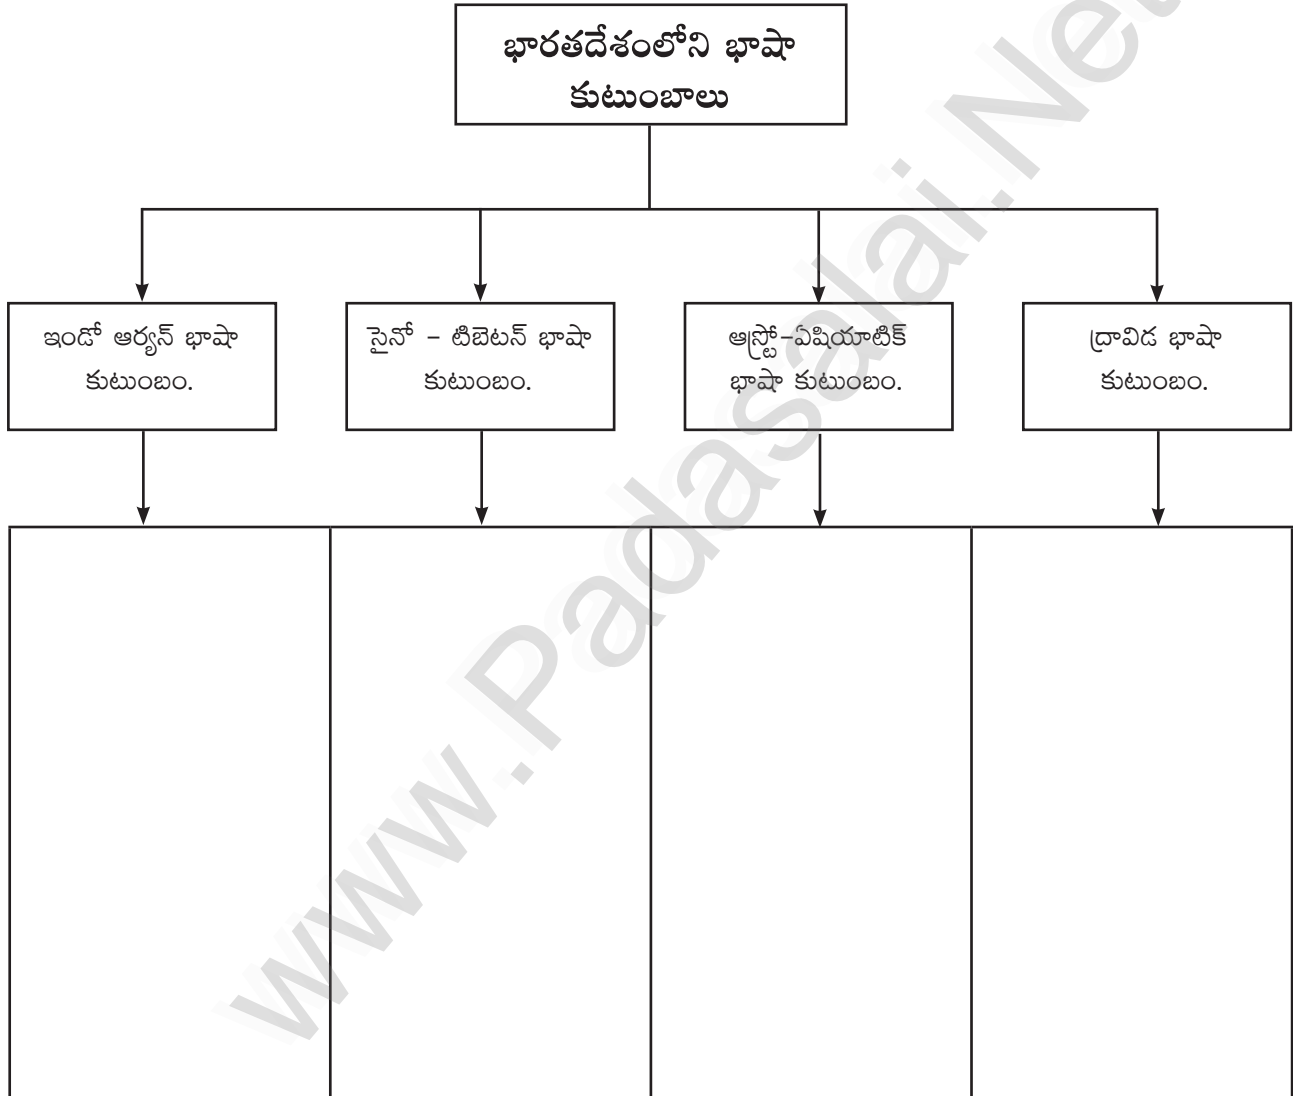 భారతదేశంలోని భాషా
కుటుంబాలు
ఇండో ఆర్యన్ భాషా
కుటుంబం.
సైనో - టిబెటన్ భాషా
కుటుంబం.
ఆస్ట్రో-ఏషియాటిక్
భాషా కుటుంబం.
ద్రావిడ భాషా
కుటుంబం.
www.Padasalai.Net